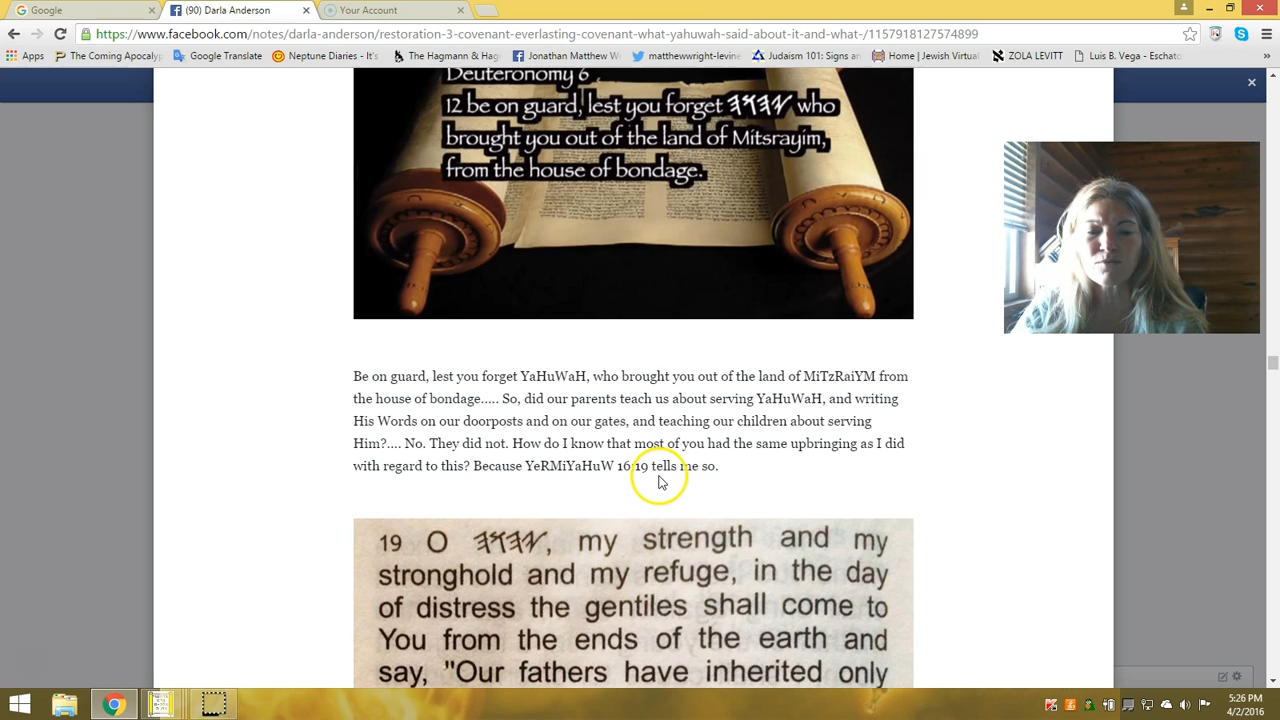 Google
(90) Darla Anderson
Your Account
https://www.facebook.com/notes/darla-anderson/restoration-3-covenant-everlasting-covenant-what-yahuwah-said-about-it-and-what-/1157918127574899
Apps
The Coming Apocalyps
Google Translate
Neptune Diaries - It's
The Hagmann & Hag
Jonathan Matthew W
matthewwright-levine
Judaism 101: Signs an
Home | Jewish Virtual
ZOLA LEVITT
Luis B. Vega - Eschato
Deuteronomy 6
12 be on guard, lest you forget 𐤉𐤄𐤅𐤄 who
brought you out of the land of Mitsrayim,
from the house of bondage.
Be on guard, lest you forget YaHuWaH, who brought you out of the land of MiTzRaiYM from
the house of bondage..... So, did our parents teach us about serving YaHuWaH, and writing
His Words on our doorposts and on our gates, and teaching our children about serving
Him?.... No. They did not. How do I know that most of you had the same upbringing as I did
with regard to this? Because YeRMiYaHuW 16:19 tells me so.
19 O 𐤉𐤄𐤅𐤄, my strength and my
stronghold and my refuge, in the day
of distress the gentiles shall come to
You from the ends of the earth and
say, "Our fathers have inherited only
5:26 PM
4/2/2016